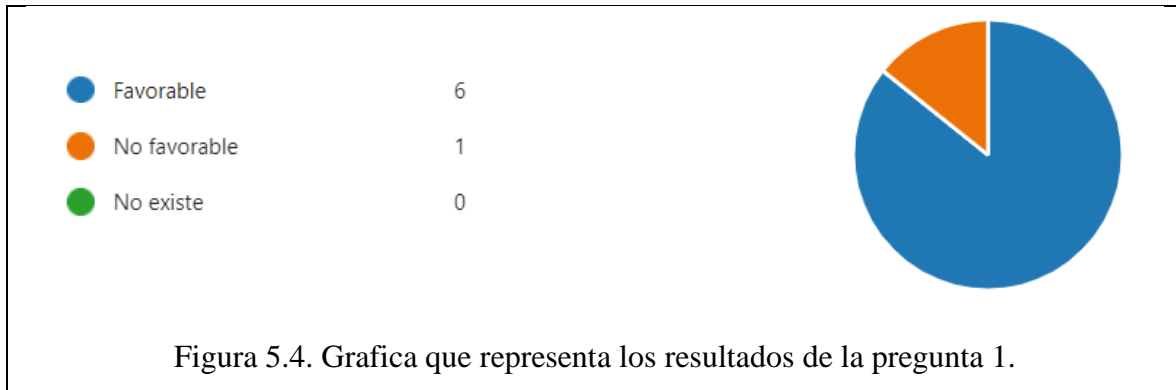 Favorable 6
No favorable 1
No existe 0
Figura 5.4. Grafica que representa los resultados de la pregunta 1.